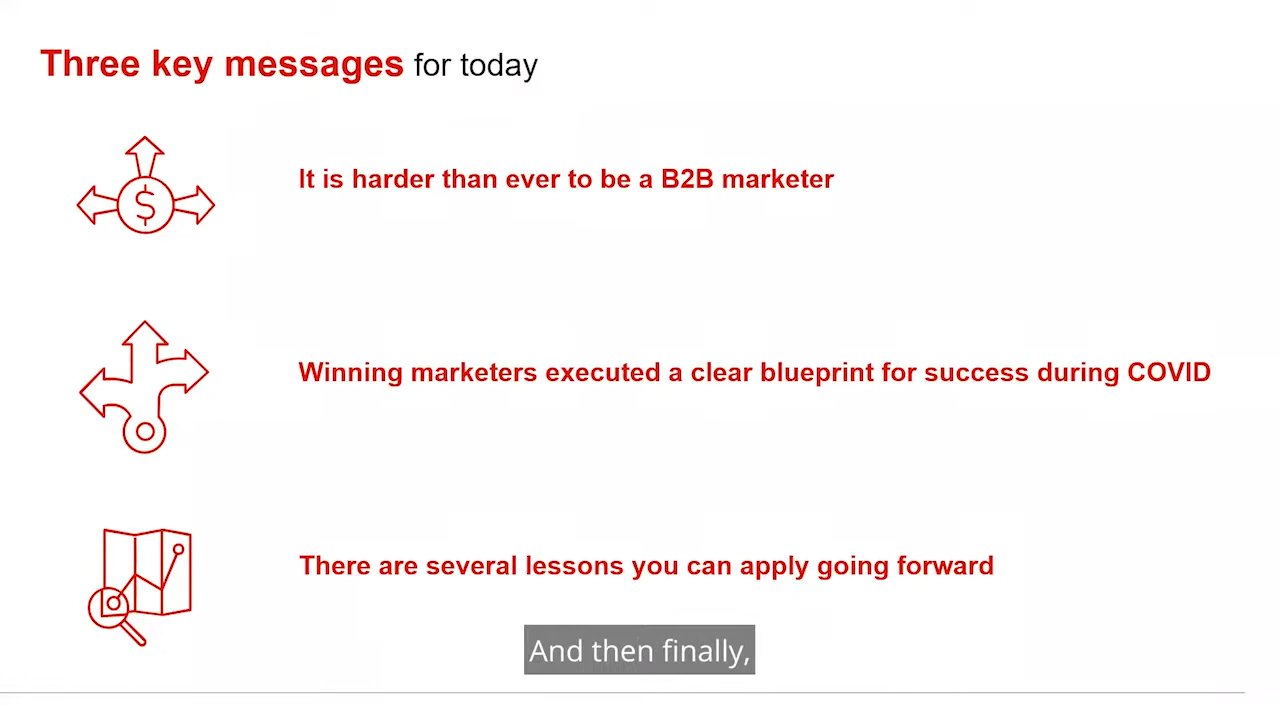 Three key messages for today
$
It is harder than ever to be a B2B marketer
Winning marketers executed a clear blueprint for success during COVID
There are several lessons you can apply going forward
And then finally,